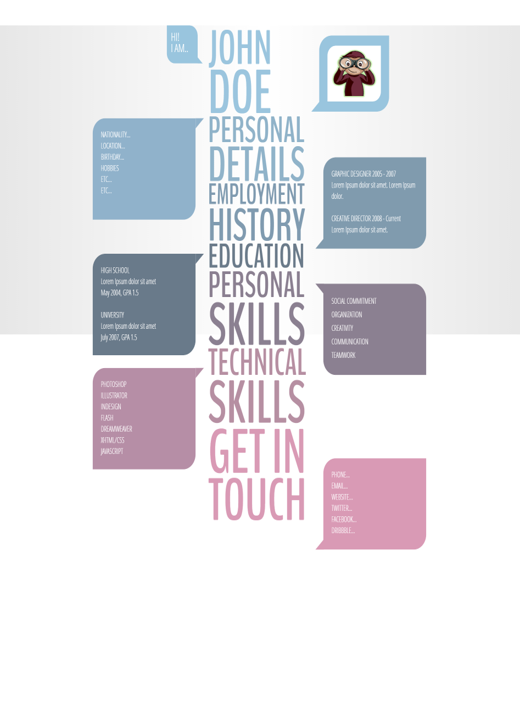 HI!
I AM...
JOHN
DOE
PERSONAL
DETAILS
NATIONALITY...
LOCATION...
BIRTHDAY...
HOBBIES
ETC...
ETC...
EMPLOYMENT
HISTORY
GRAPHIC DESIGNER 2005 - 2007
Lorem Ipsum dolor sit amet. Lorem Ipsum
dolor.
CREATIVE DIRECTOR 2008 - Current
Lorem Ipsum dolor sit amet.
EDUCATION
HIGH SCHOOL
Lorem Ipsum dolor sit amet
May 2004, GPA 1.5
UNIVERSITY
Lorem Ipsum dolor sit amet
July 2007, GPA 1.5
PERSONAL
SKILLS
SOCIAL COMMITMENT
ORGANIZATION
CREATIVITY
COMMUNICATION
TEAMWORK
TECHNICAL
SKILLS
PHOTOSHOP
ILLUSTRATOR
INDESIGN
FLASH
DREAMWEAVER
XHTML/CSS
JAVASCRIPT
GET IN
TOUCH
PHONE...
EMAIL...
WEBSITE...
TWITTER...
FACEBOOK...
DRIBBBLE...